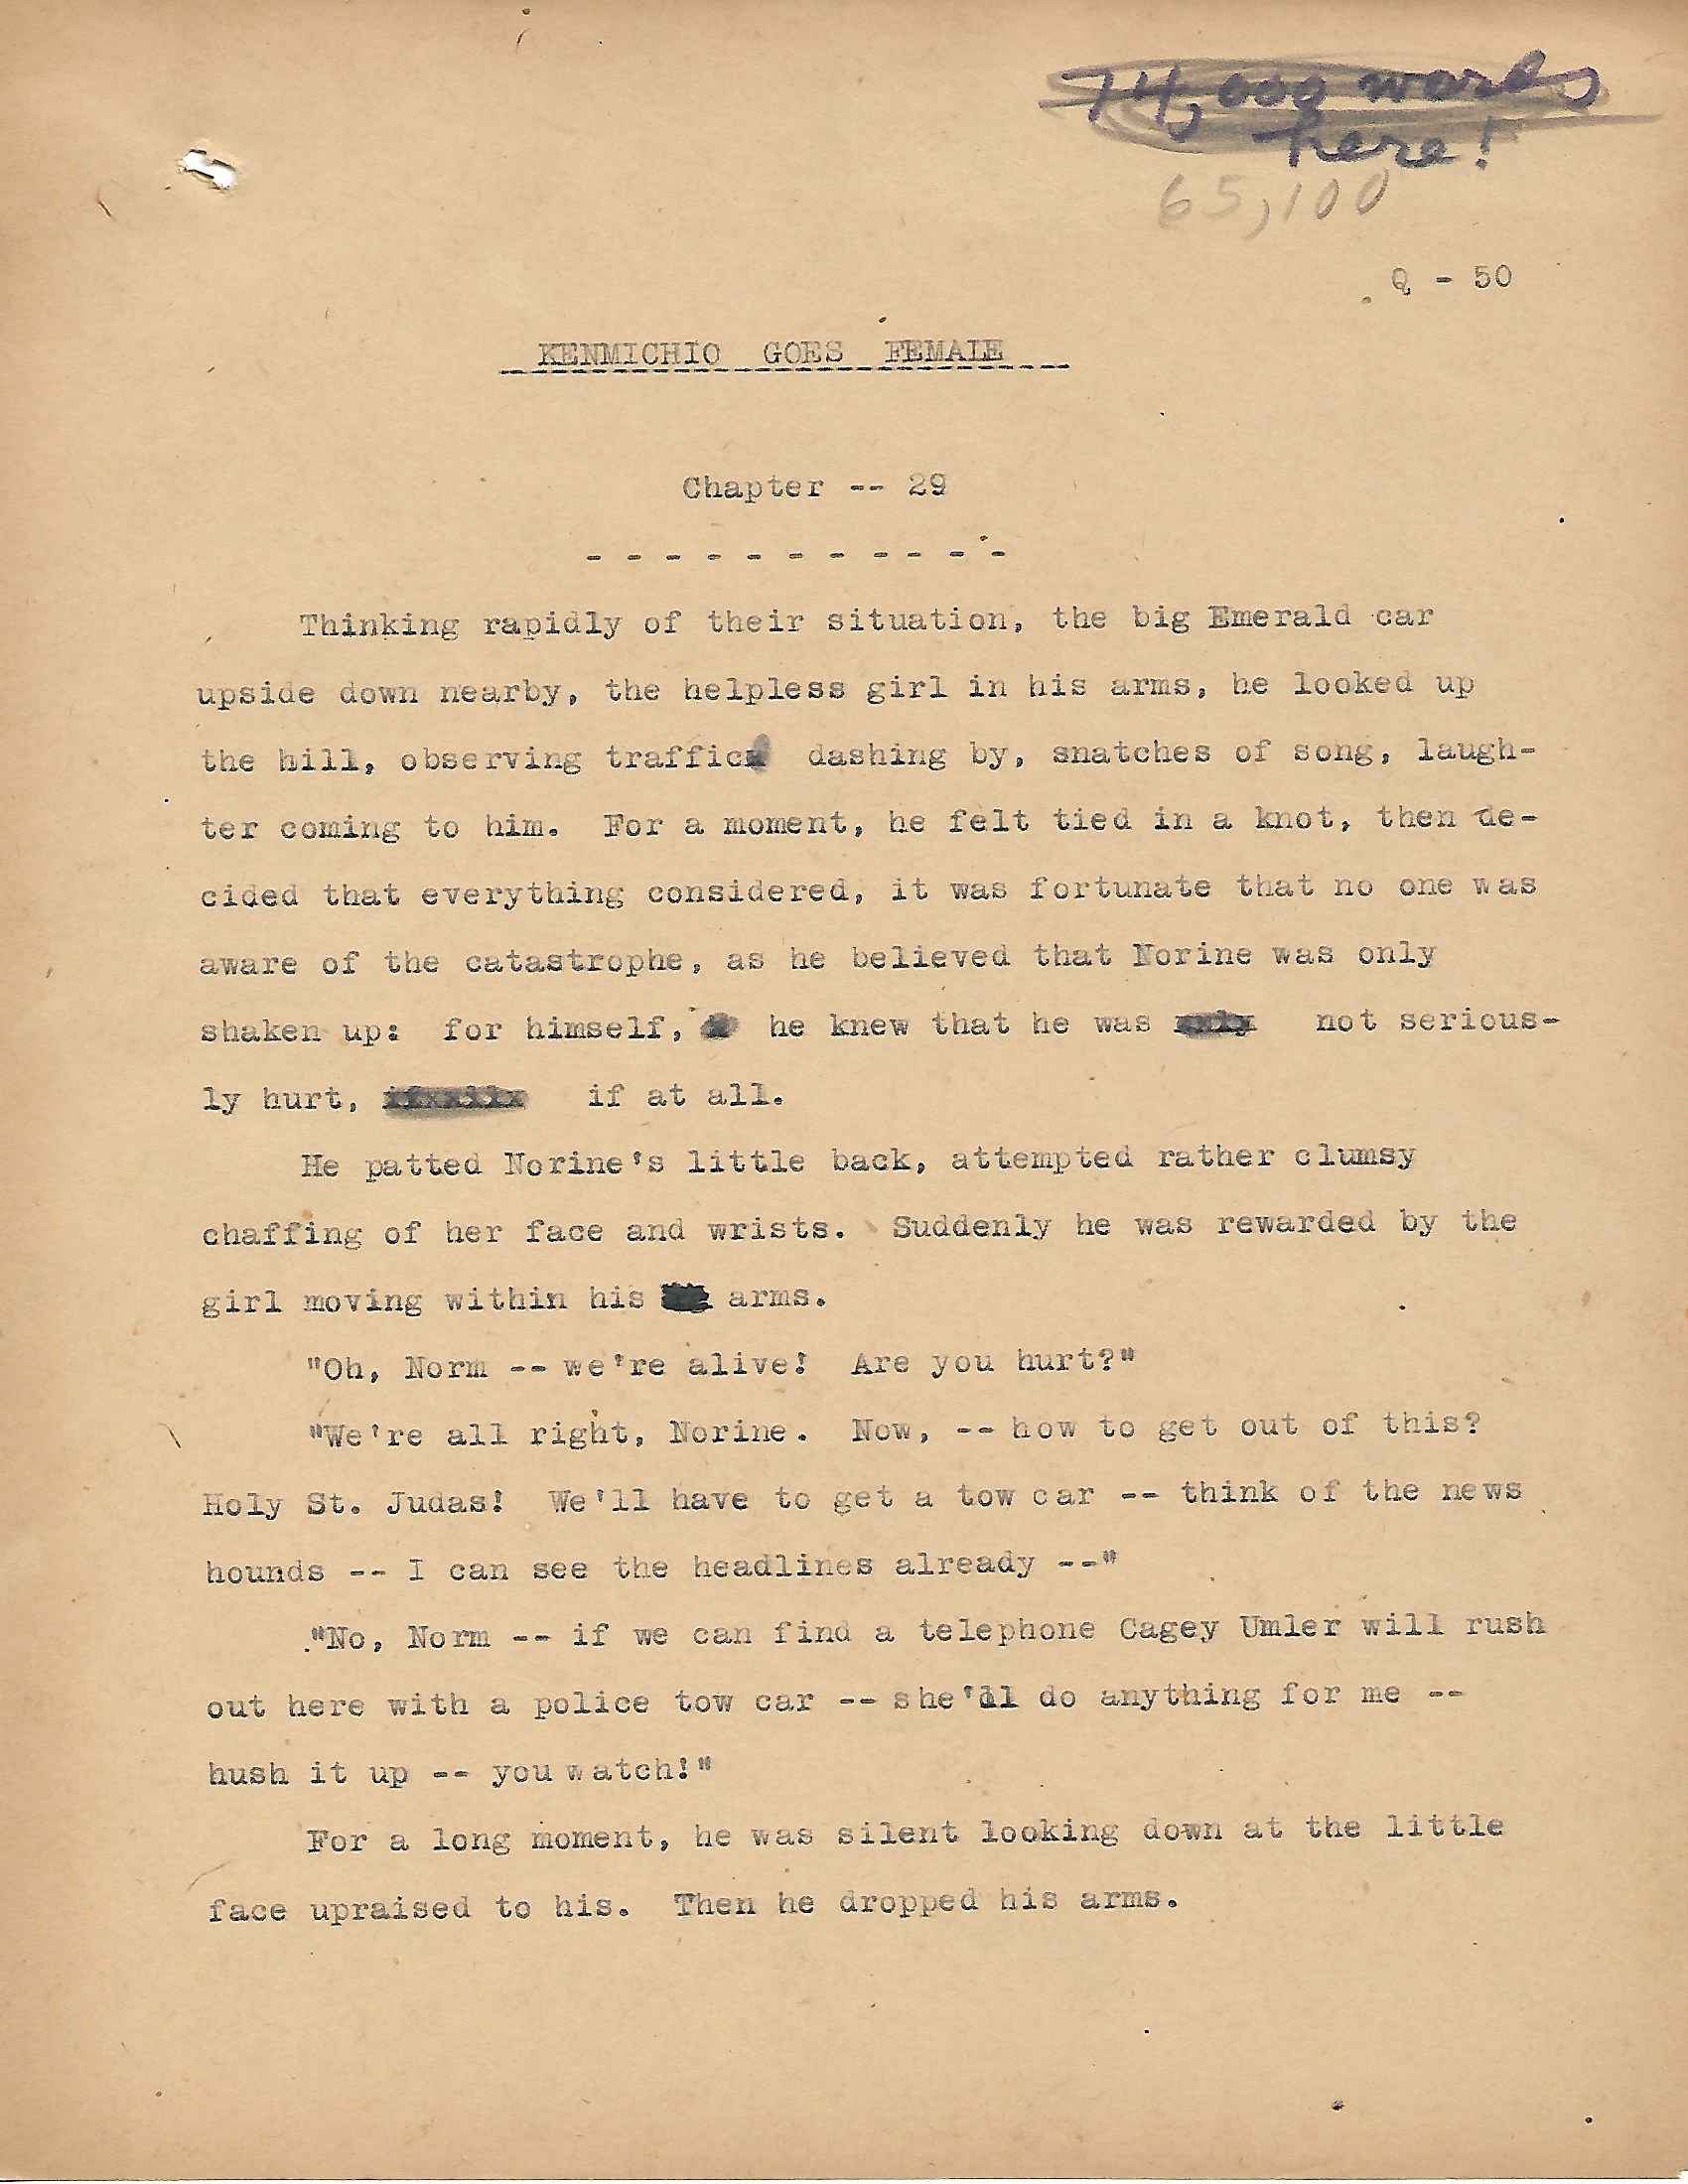 74,000 words
here!
65,100
Q - 50
KENMICHIO GOES FEMALE
Chapter -- 29
- - - - - - - - - - -
Thinking rapidly of their situation, the big Emerald car
upside down nearby, the helpless girl in his arms, he looked up
the hill, observing traffic dashing by, snatches of song, laugh-
ter coming to him. For a moment, he felt tied in a knot, then de-
cided that everything considered, it was fortunate that no one was
aware of the catastrophe, as he believed that Norine was only
shaken up: for himself, he knew that he was only not serious-
ly hurt, if at all.
He patted Norine's little back, attempted rather clumsy
chaffing of her face and wrists. Suddenly he was rewarded by the
girl moving within his arms.
"Oh, Norm -- we're alive! Are you hurt?"
"We're all right, Norine. Now, -- how to get out of this?
Holy St. Judas! We'll have to get a tow car -- think of the news
hounds -- I can see the headlines already --"
"No, Norm -- if we can find a telephone Cagey Umler will rush
out here with a police tow car -- she'll do anything for me --
hush it up -- you watch!"
For a long moment, he was silent looking down at the little
face upraised to his. Then he dropped his arms.